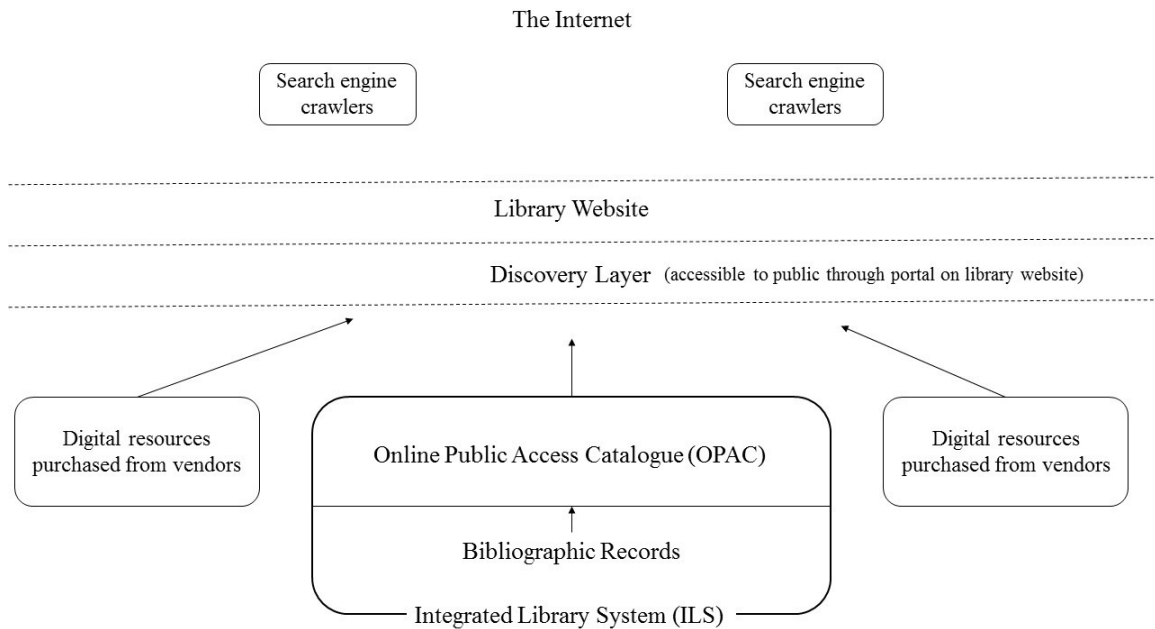 The Internet
Search engine
crawlers
Search engine
crawlers
Library Website
Discovery Layer (accessible to public through portal on library website)
Digital resources
purchased from vendors
Online Public Access Catalogue (OPAC)
Digital resources
purchased from vendors
Bibliographic Records
Integrated Library System (ILS)